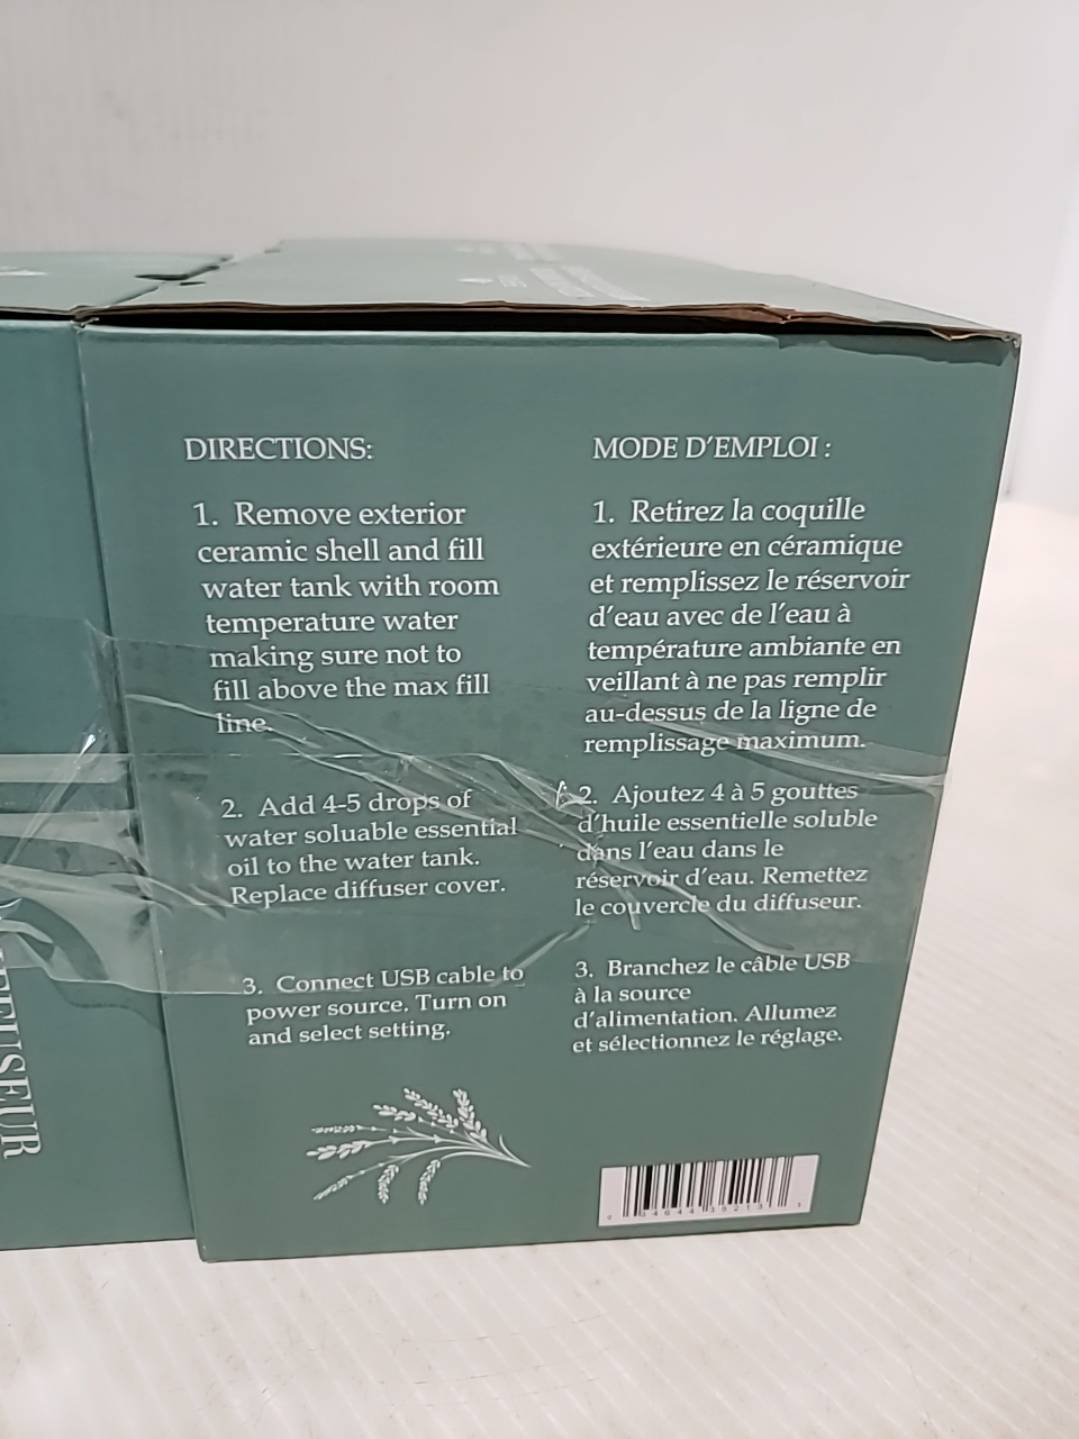 DIRECTIONS:
1. Remove exterior
ceramic shell and fill
water tank with room
temperature water
making sure not to
fill above the max fill
line.
2. Add 4-5 drops of
water soluable essential
oil to the water tank.
Replace diffuser cover.
3. Connect USB cable to
power source. Turn on
and select setting.
MODE D'EMPLOI :
1. Retirez la coquille
extérieure en céramique
et remplissez le réservoir
d'eau avec de l'eau à
température ambiante en
veillant à ne pas remplir
au-dessus de la ligne de
remplissage maximum.
2. Ajoutez 4 à 5 gouttes
d'huile essentielle soluble
dans l'eau dans le
réservoir d'eau. Remettez
le couvercle du diffuseur.
3. Branchez le câble USB
à la source
d'alimentation. Allumez
et sélectionnez le réglage.